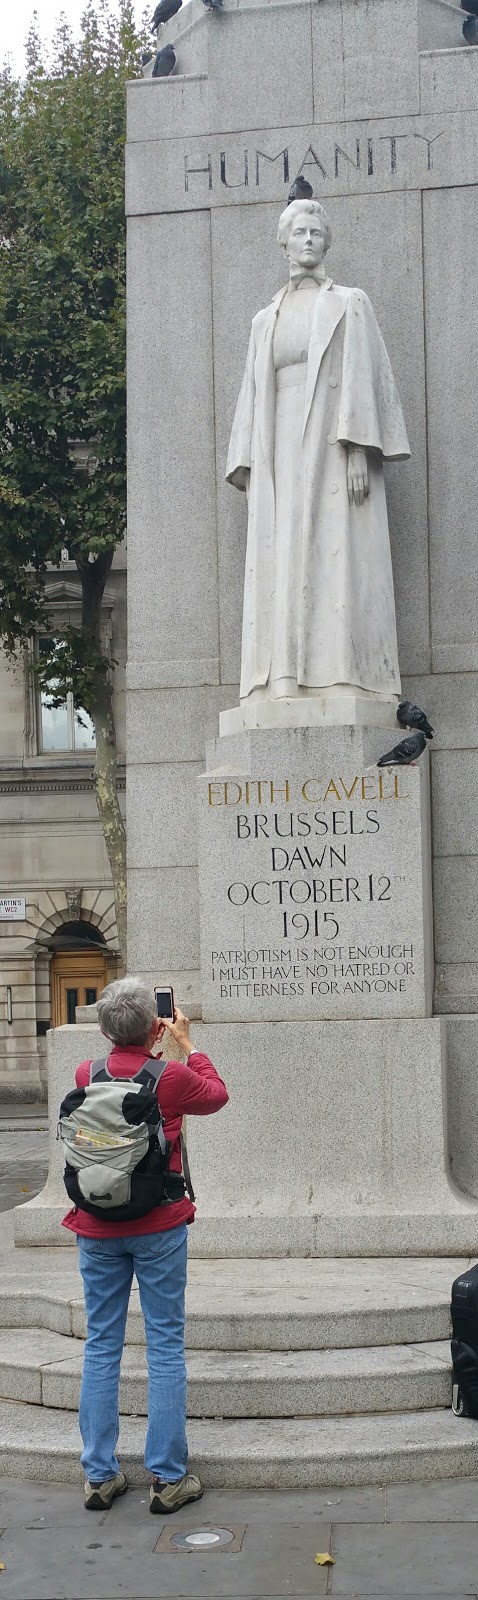 HUMANITY
EDITH CAVELL
BRUSSELS
DAWN
OCTOBER 12TH
1915
PATRIOTISM IS NOT ENOUGH
I MUST HAVE NO HATRED OR
BITTERNESS FOR ANYONE
WC2